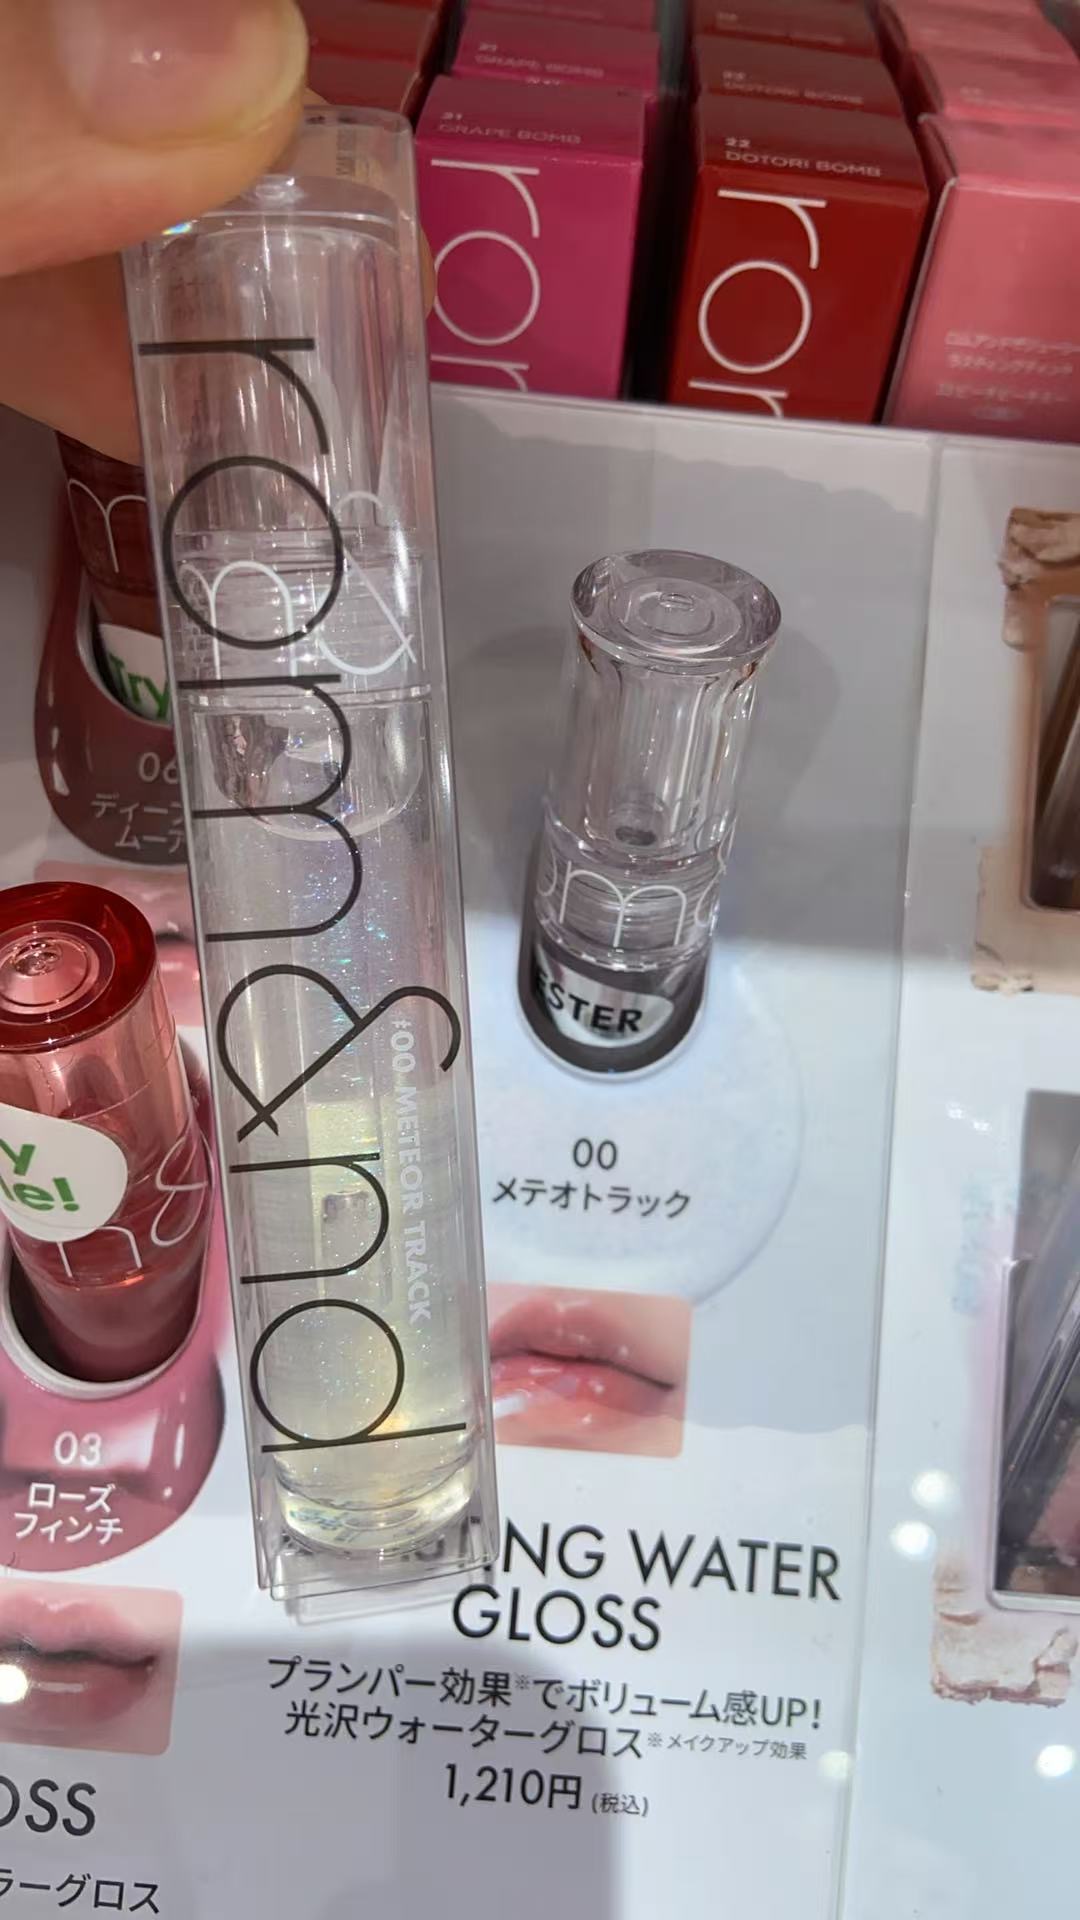 21
GRAPE BOMB
22
DOTORI BOMB
rom
rom
rom&nd
#00 METEOR TRACK
Try
06
TESTER
00
メテオトラック
03
ローズ
フィンチ
NG WATER
GLOSS
プランパー効果※でボリューム感UP!
光沢ウォーターグロス※メイクアップ効果
1,210円(税込)
OSS
ラーグロス